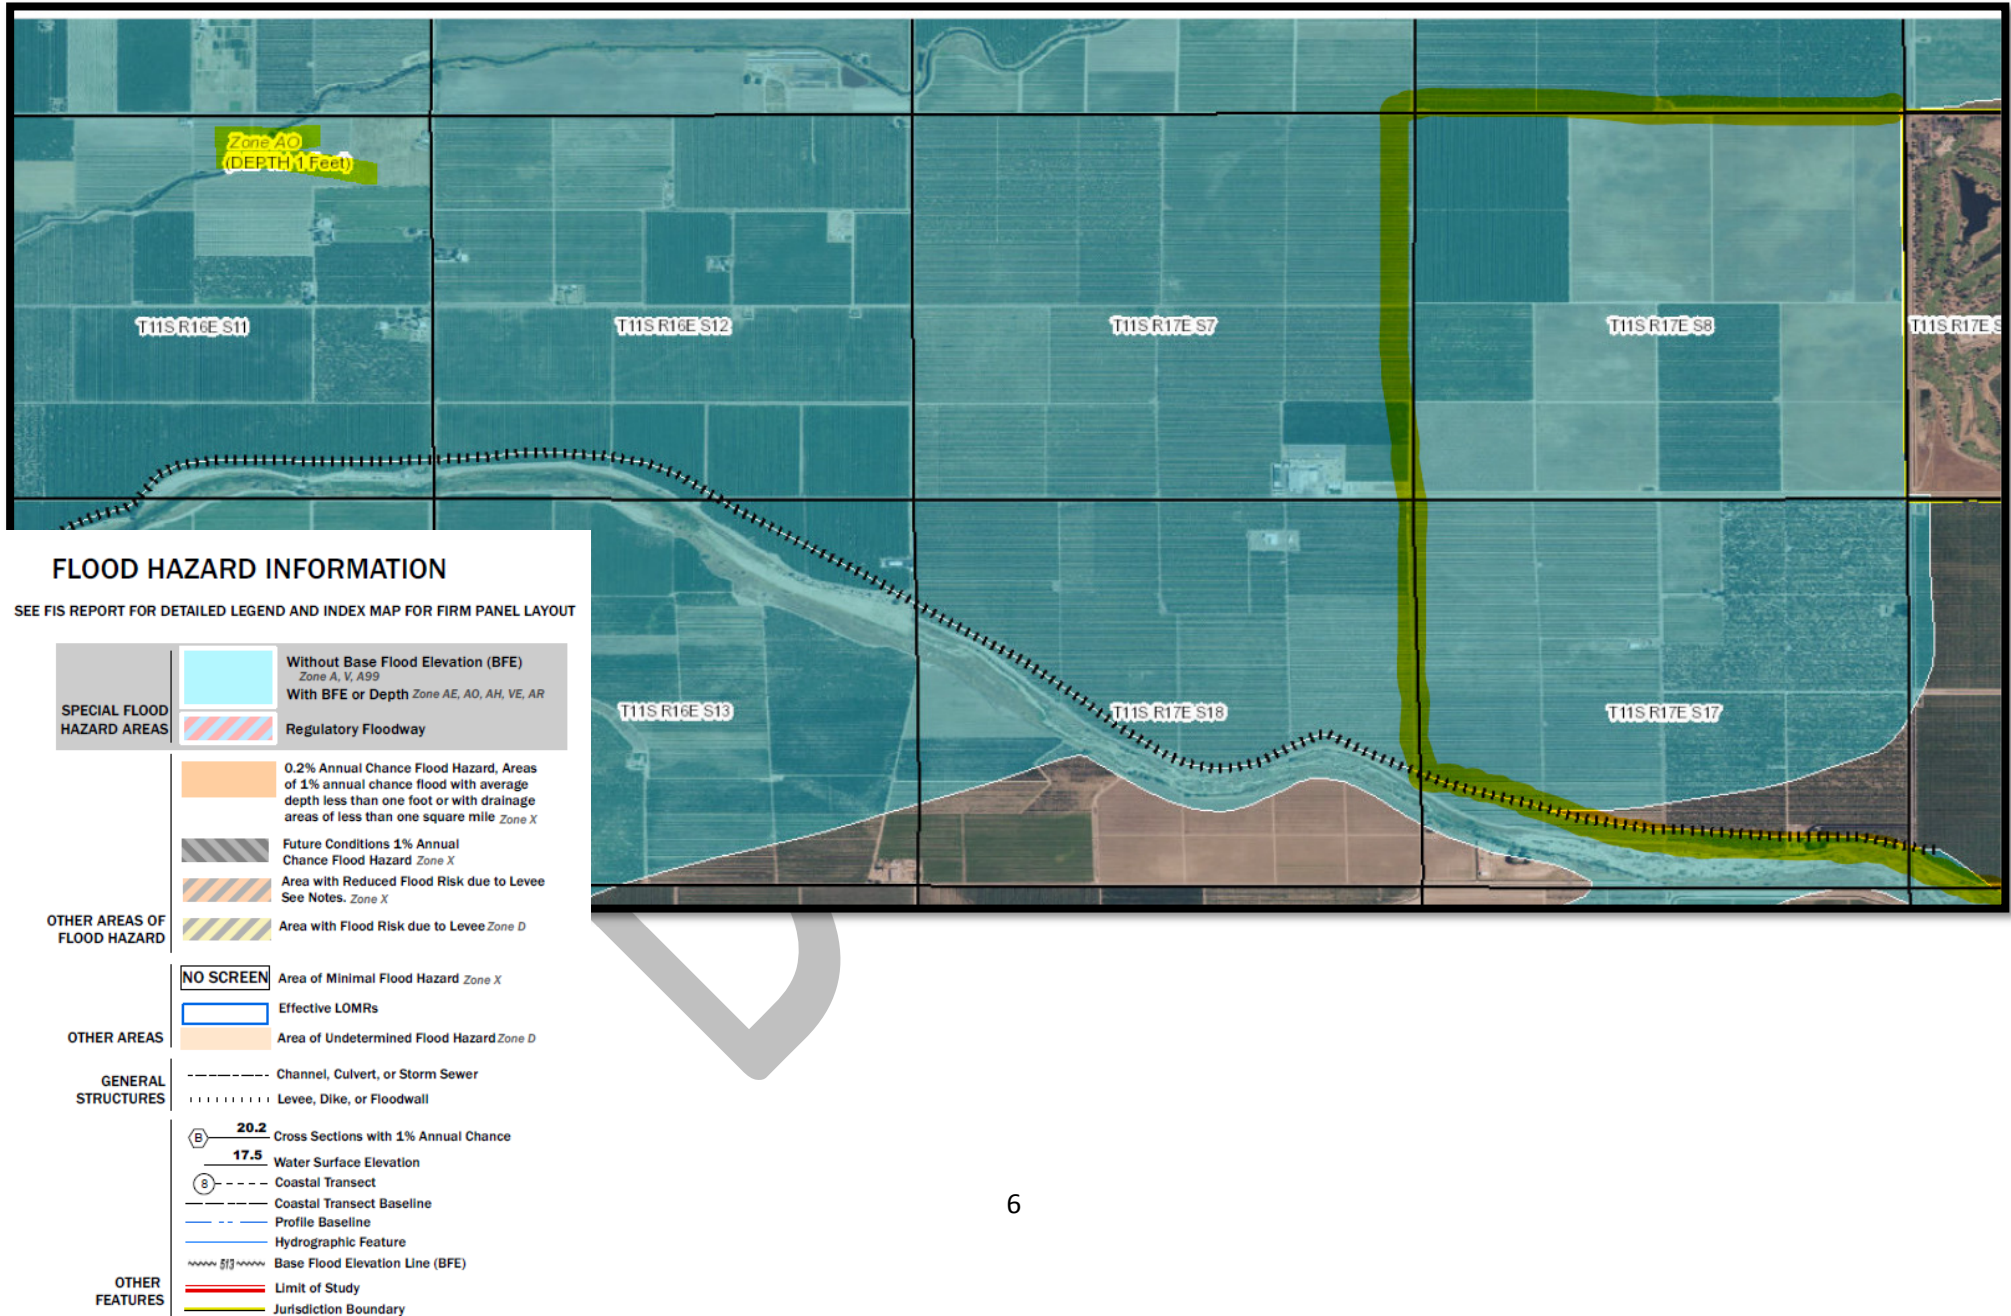 Zone AO
(DEPTH 1 Feet)
T11S R16E S11
T11S R16E S12
T11S R17E S7
T11S R17E S8
T11S R17E S
T11S R16E S13
T11S R17E S18
T11S R17E S17
FLOOD HAZARD INFORMATION
SEE FIS REPORT FOR DETAILED LEGEND AND INDEX MAP FOR FIRM PANEL LAYOUT
SPECIAL FLOOD
HAZARD AREAS
Without Base Flood Elevation (BFE)
Zone A, V, A99
With BFE or Depth Zone AE, AO, AH, VE, AR
Regulatory Floodway
OTHER AREAS OF
FLOOD HAZARD
0.2% Annual Chance Flood Hazard, Areas
of 1% annual chance flood with average
depth less than one foot or with drainage
areas of less than one square mile Zone X
Future Conditions 1% Annual
Chance Flood Hazard Zone X
Area with Reduced Flood Risk due to Levee
See Notes. Zone X
Area with Flood Risk due to Levee Zone D
OTHER AREAS
NO SCREEN Area of Minimal Flood Hazard Zone X
Effective LOMRs
Area of Undetermined Flood Hazard Zone D
GENERAL
STRUCTURES
Channel, Culvert, or Storm Sewer
Levee, Dike, or Floodwall
OTHER
FEATURES
B 20.2 Cross Sections with 1% Annual Chance
17.5 Water Surface Elevation
8 Coastal Transect
Coastal Transect Baseline
Profile Baseline
Hydrographic Feature
513 Base Flood Elevation Line (BFE)
Limit of Study
Jurisdiction Boundary
D
6